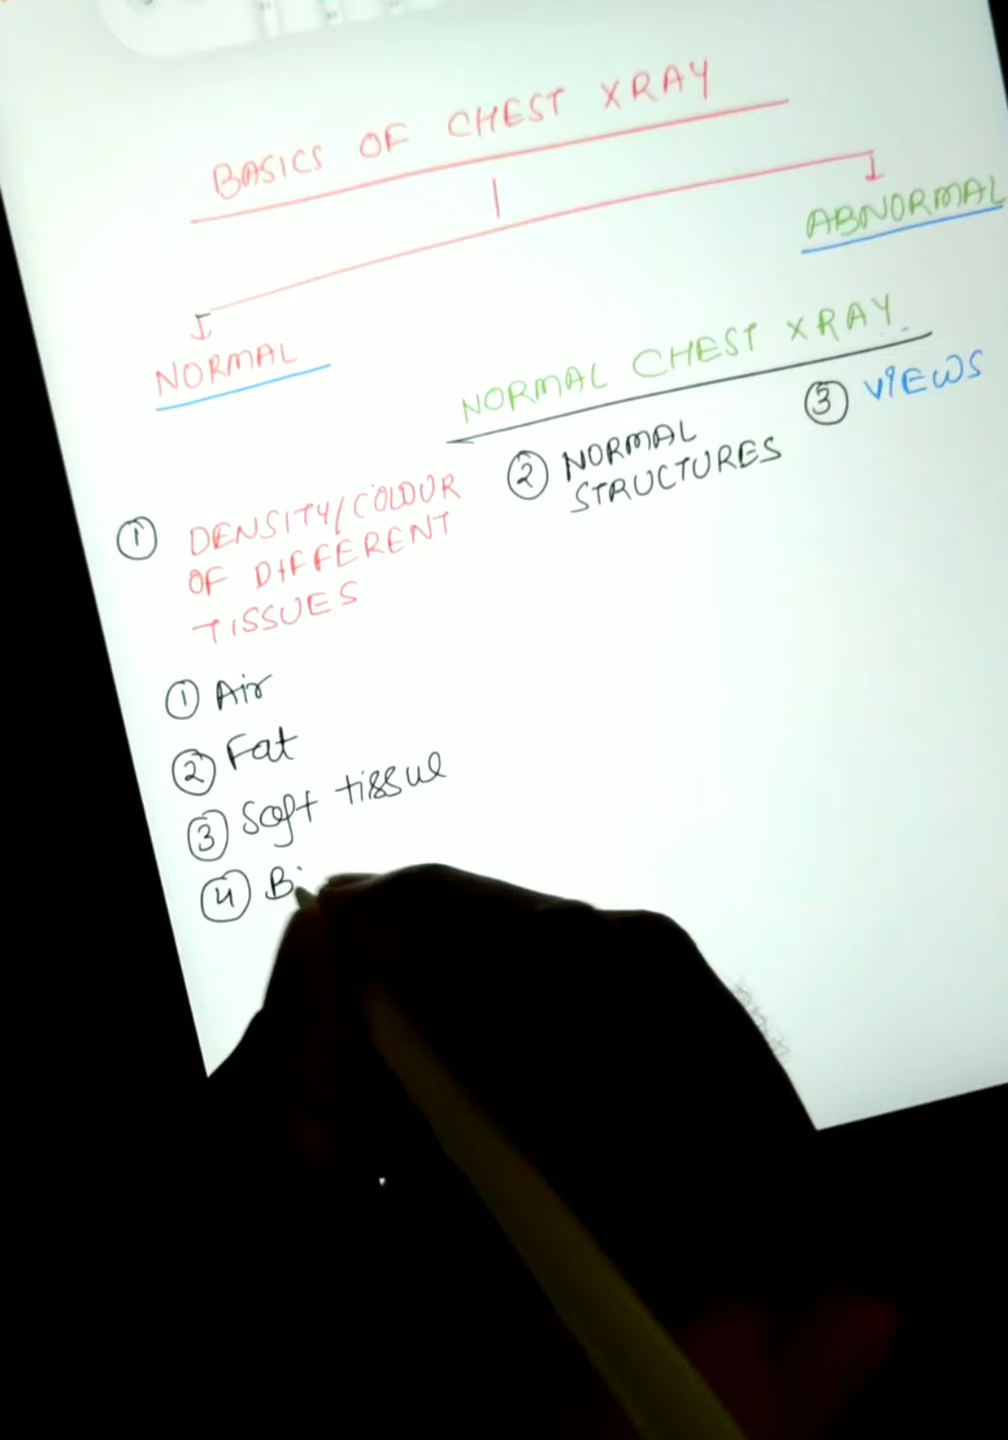 BASICS OF CHEST XRAY
ABNORMAL
NORMAL
NORMAL CHEST XRAY
① DENSITY/COLOUR
OF DIFFERENT
TISSUES
② NORMAL
STRUCTURES
③ VIEWS
① Air
② Fat
③ Soft tissue
④ B